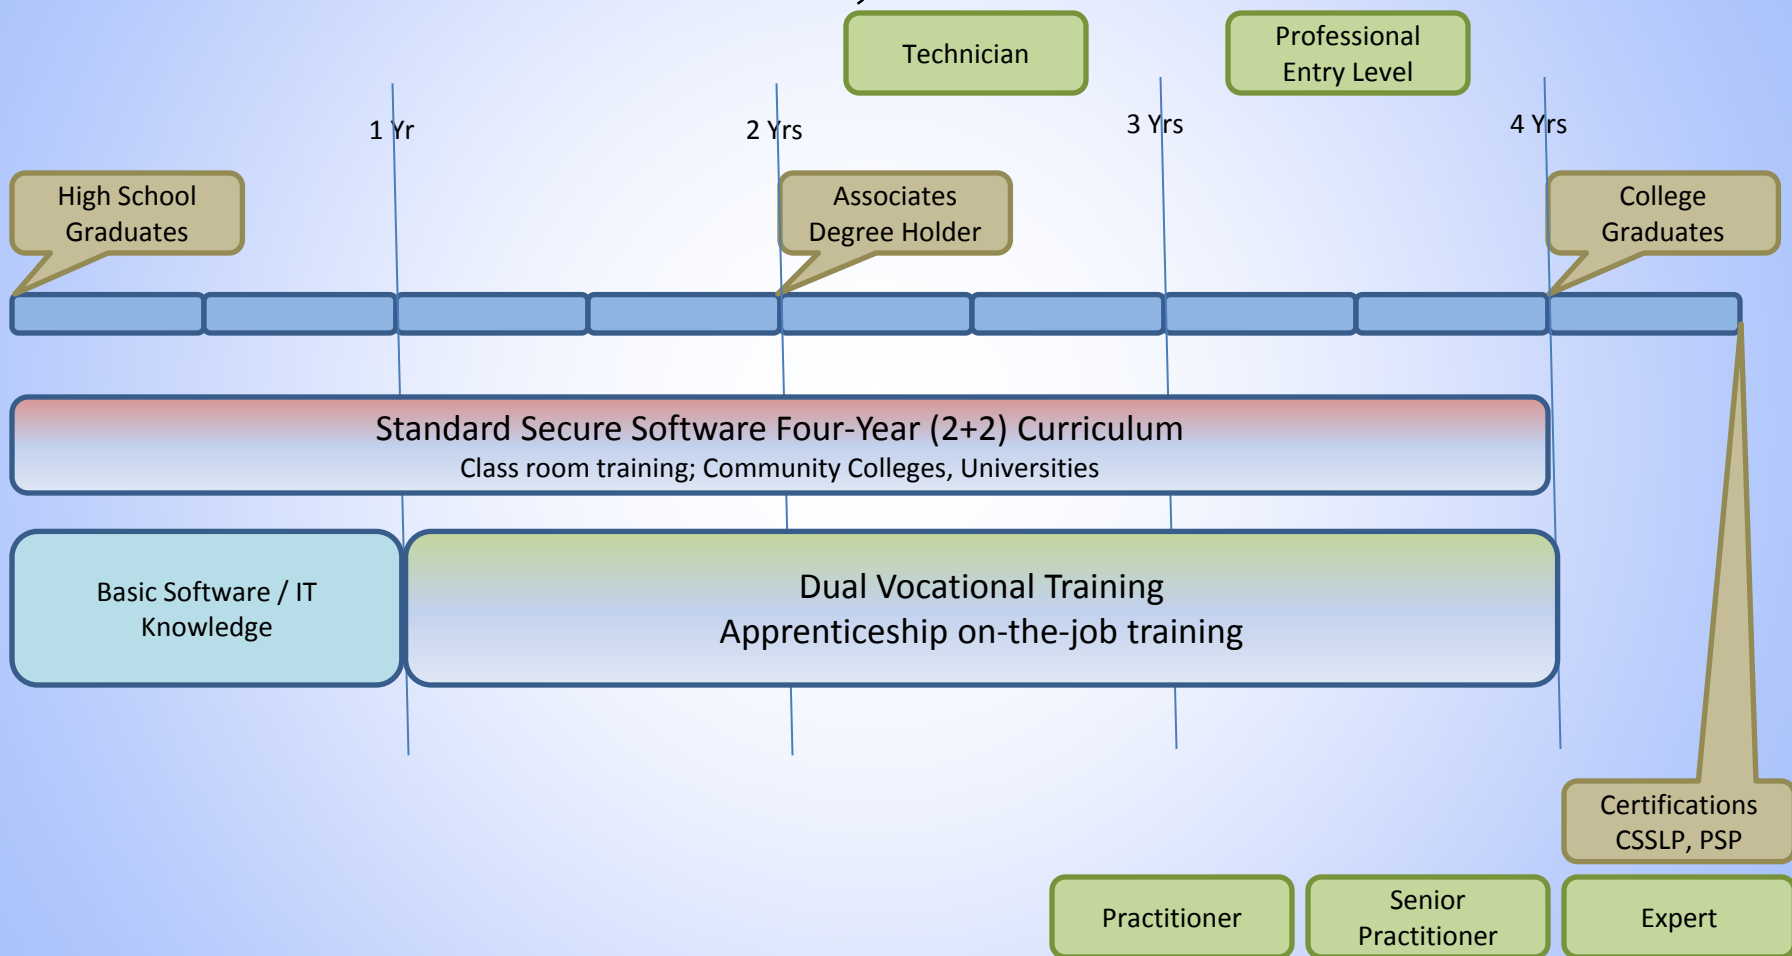 Technician
Professional
Entry Level
1 Yr
2 Yrs
3 Yrs
4 Yrs
High School
Graduates
Associates
Degree Holder
College
Graduates
Standard Secure Software Four-Year (2+2) Curriculum
Class room training; Community Colleges, Universities
Basic Software / IT
Knowledge
Dual Vocational Training
Apprenticeship on-the-job training
Certifications
CSSLP, PSP
Practitioner
Senior
Practitioner
Expert